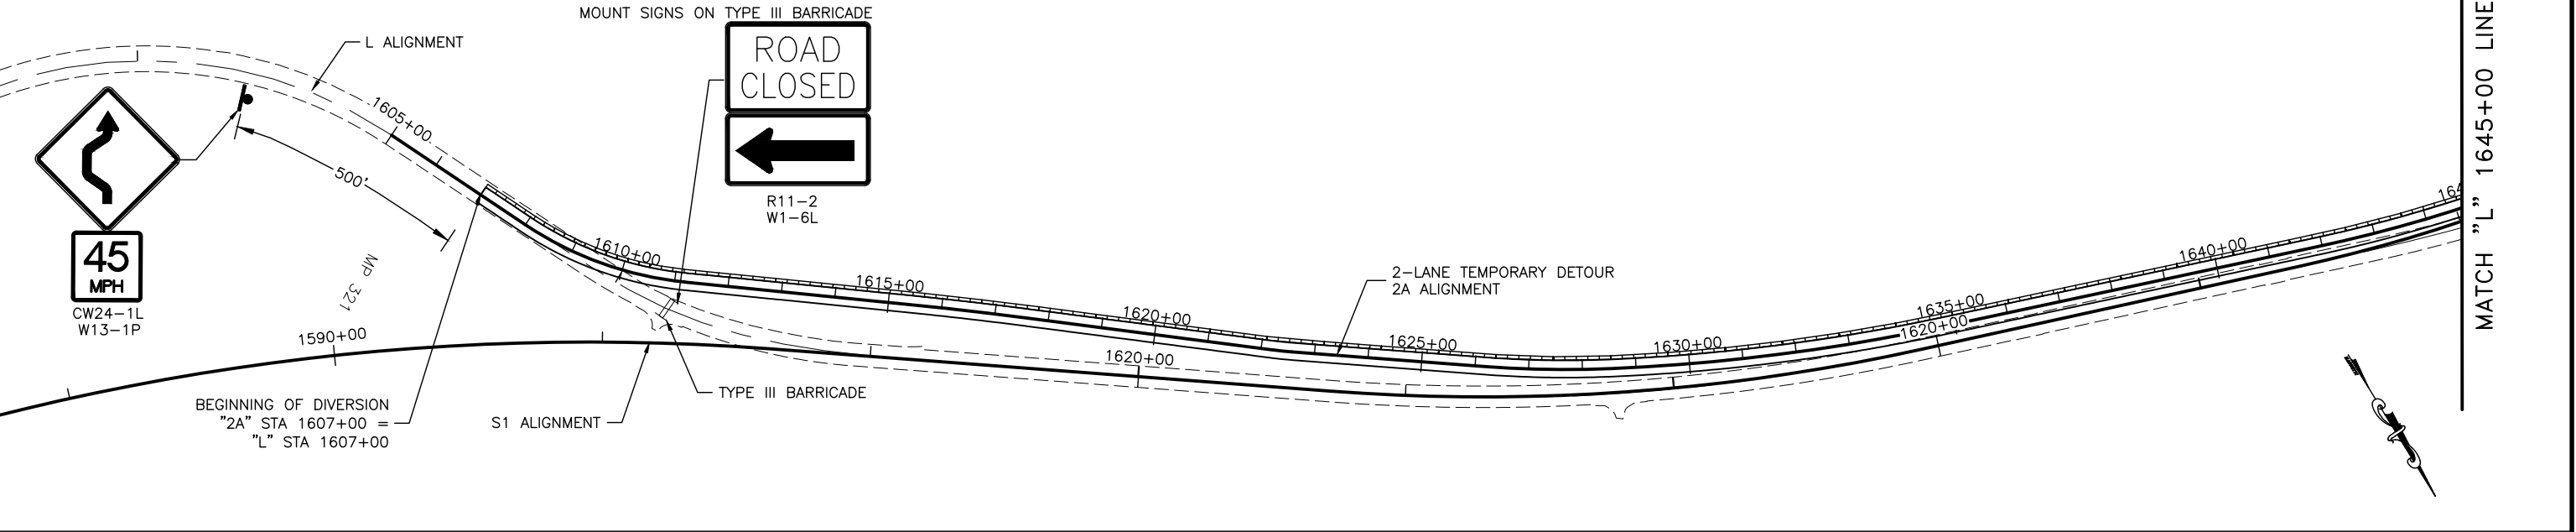 MOUNT SIGNS ON TYPE III BARRICADE
L ALIGNMENT
ROAD
CLOSED
R11-2
W1-6L
45
MPH
CW24-1L
W13-1P
500'
MP 321
1605+00
1610+00
1615+00
1620+00
1625+00
1630+00
1635+00
1640+00
1590+00
1620+00
1620+00
2-LANE TEMPORARY DETOUR
2A ALIGNMENT
TYPE III BARRICADE
S1 ALIGNMENT
BEGINNING OF DIVERSION
"2A" STA 1607+00 =
"L" STA 1607+00
MATCH "L" 1645+00 LINE